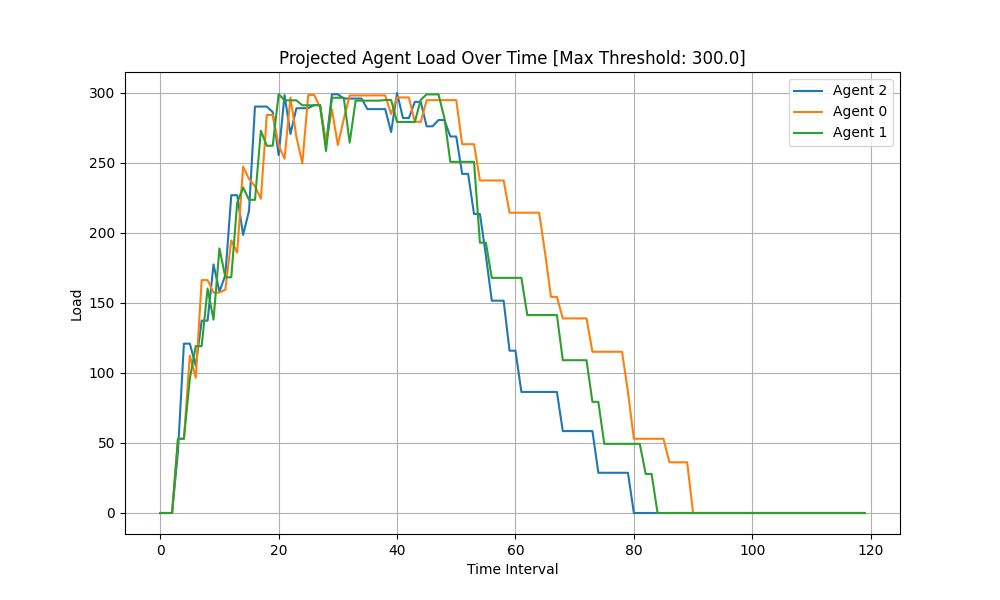 Projected Agent Load Over Time [Max Threshold: 300.0]
Agent 2
Agent 0
Agent 1
Load
300
250
200
150
100
50
0
0 20 40 60 80 100 120
Time Interval